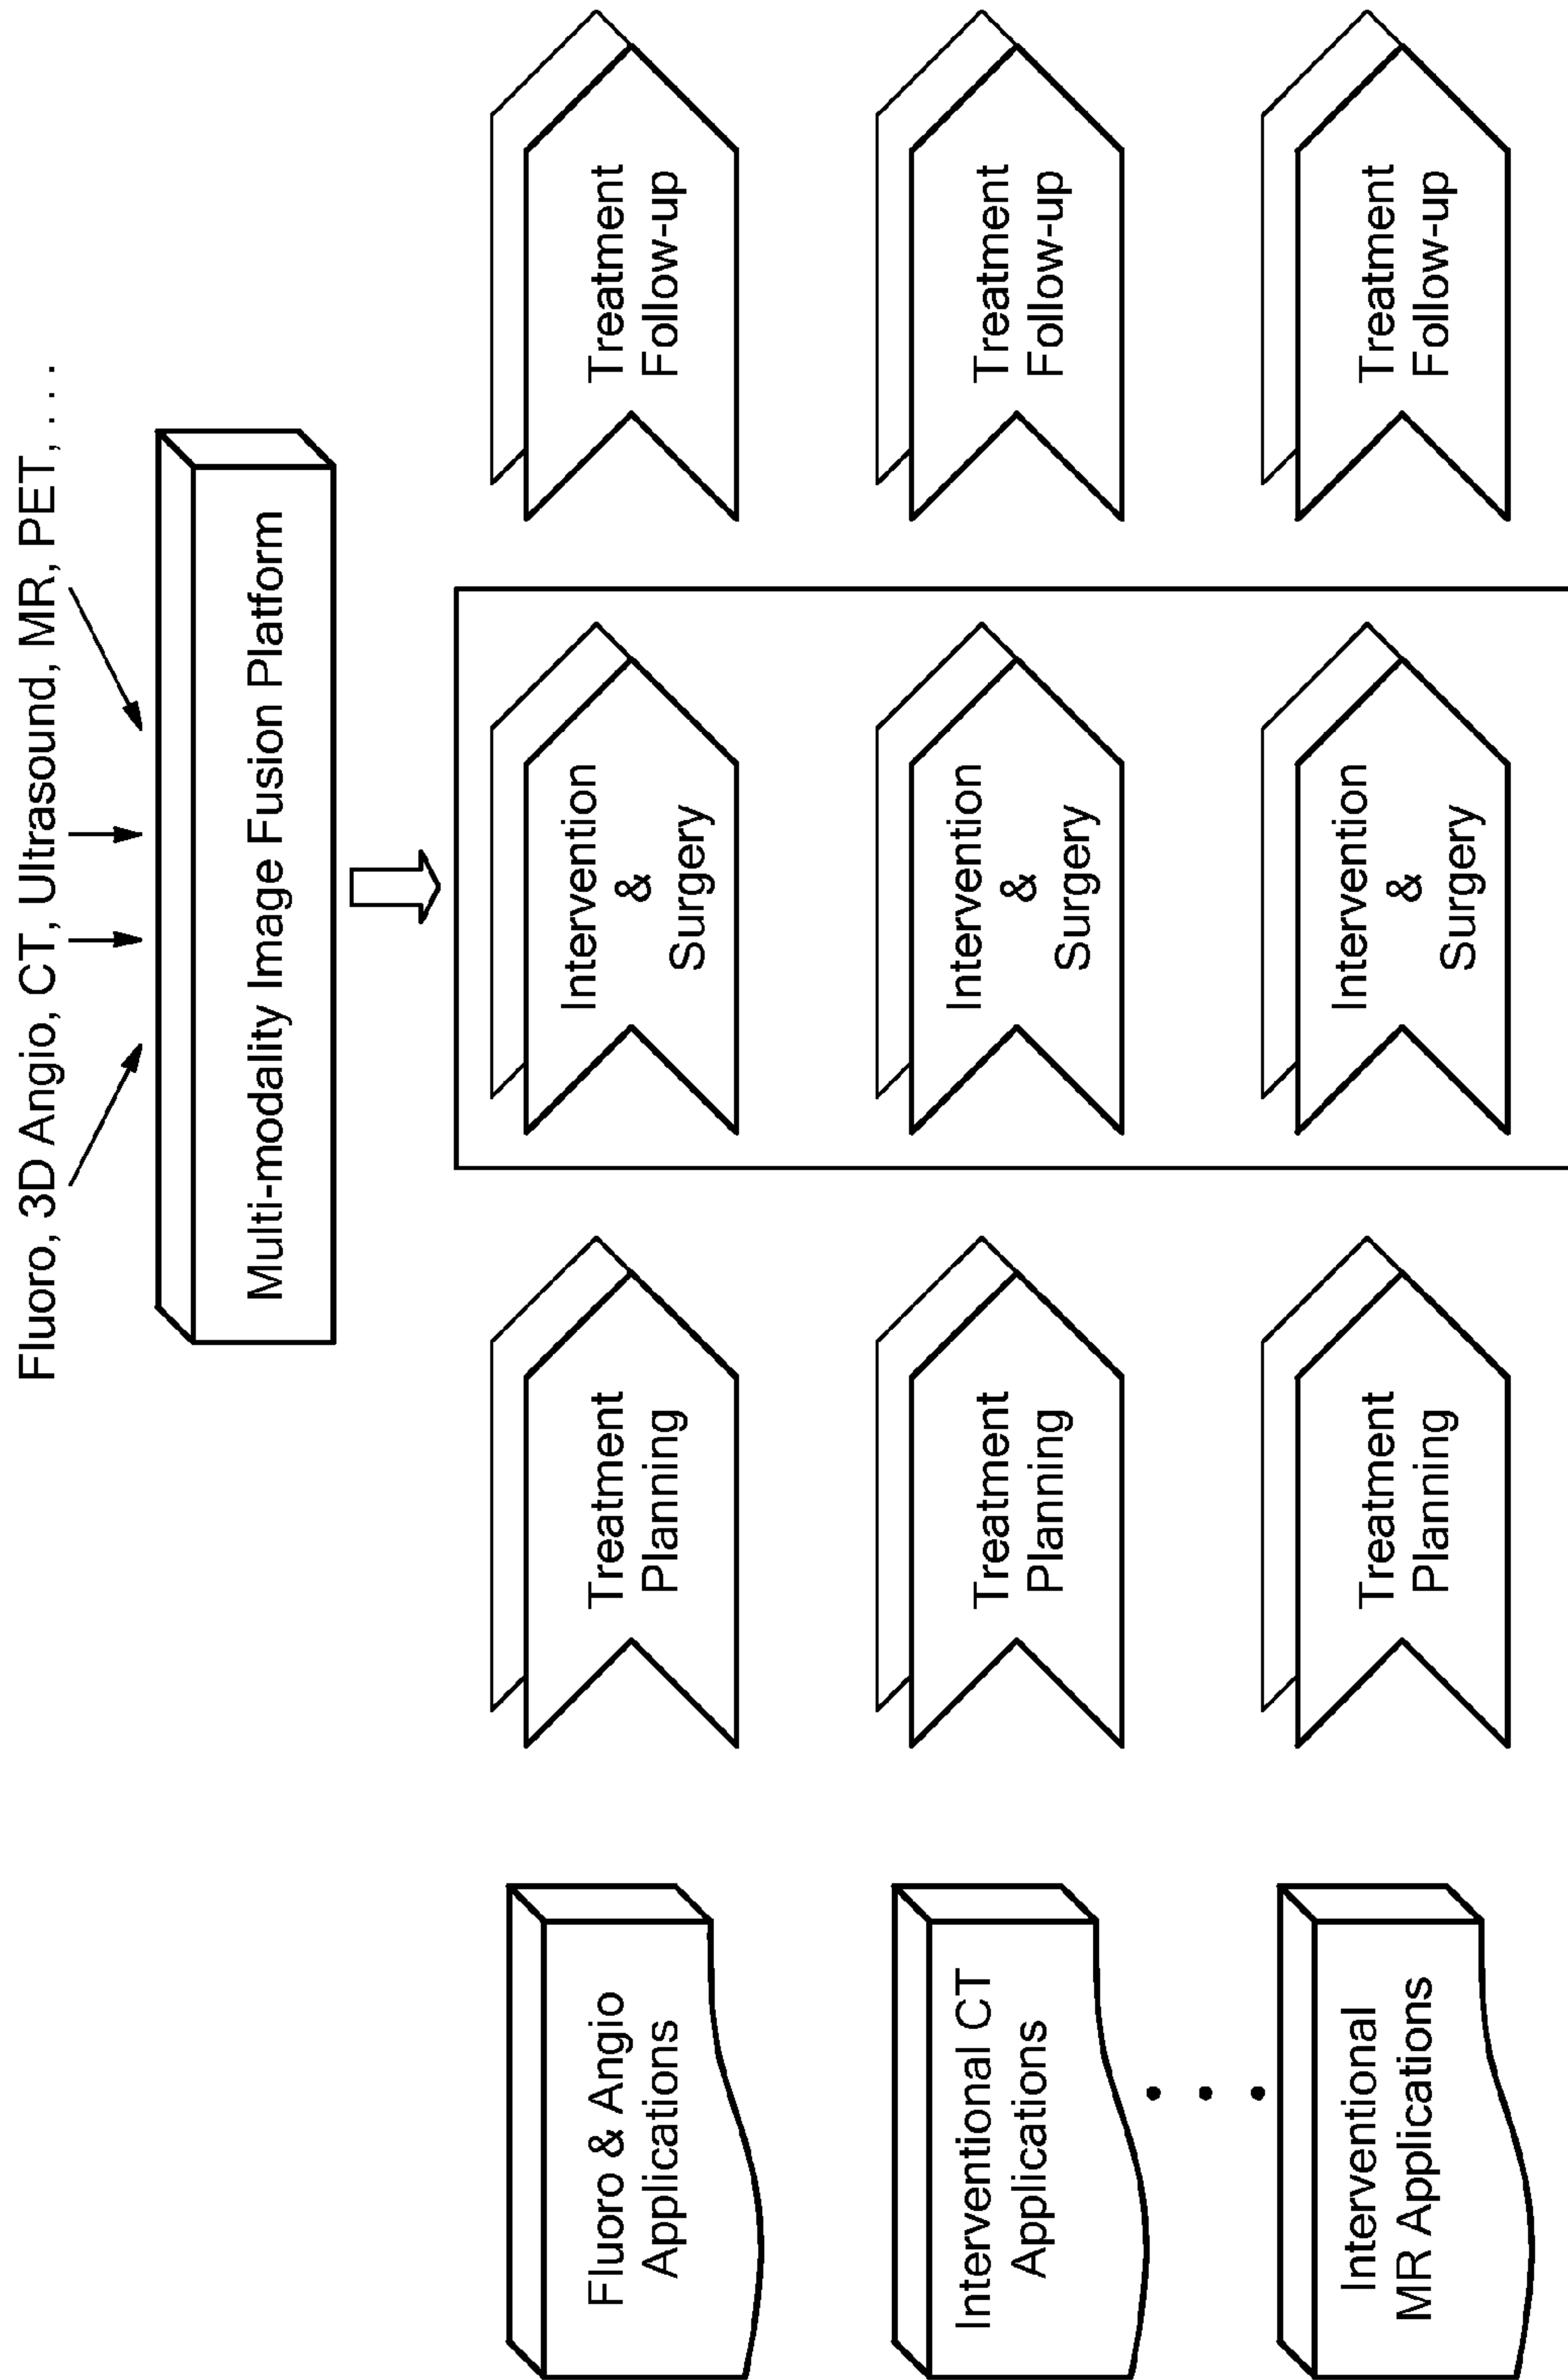 Fluoro, 3D Angio, CT, Ultrasound, MR, PET, . . .
Multi-modality Image Fusion Platform
Fluoro & Angio
Applications
Treatment
Planning
Intervention
&
Surgery
Treatment
Follow-up
Interventional CT
Applications
Treatment
Planning
Intervention
&
Surgery
Treatment
Follow-up
Interventional
MR Applications
Treatment
Planning
Intervention
&
Surgery
Treatment
Follow-up